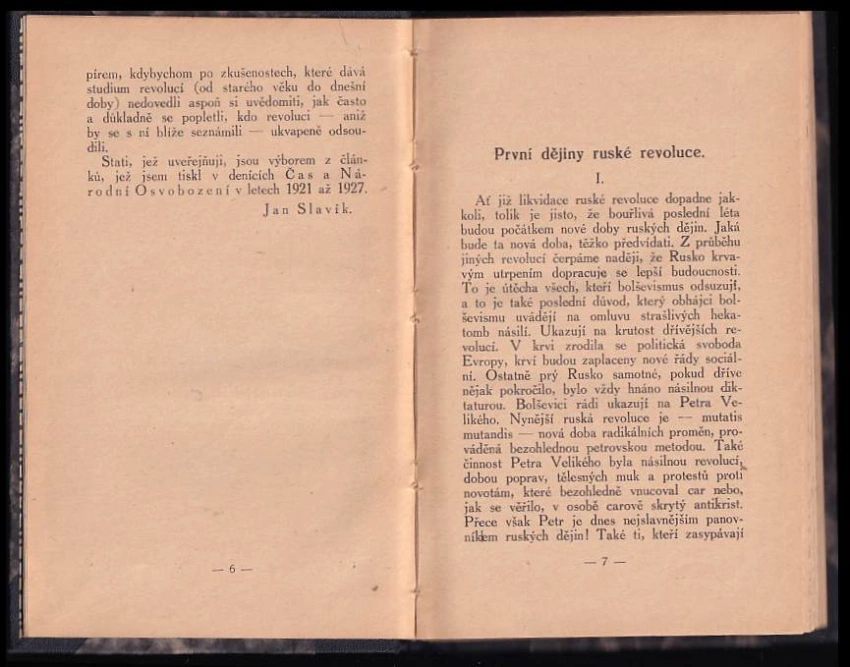 pírem, kdybychom po zkušenostech, které dává
studium revolucí (od starého věku do dnešní
doby) nedovedli aspoň si uvědomiti, jak často
a důkladně se popletli, kdo revoluci — aniž
by se s ní blíže seznámili — ukvapeně odsou-
dili.
Stati, jež uveřejňuji, jsou výborem z člán-
ků, jež jsem tiskl v denících Čas a Ná-
rodní Osvobození v letech 1921 až 1927.
Jan Slavík.
— 6 —
První dějiny ruské revoluce.
I.
Ať již likvidace ruské revoluce dopadne jak-
koli, tolik je jisto, že bouřlivá poslední léta
budou počátkem nové doby ruských dějin. Jaká
bude ta nová doba, těžko předvídati. Z průběhu
jiných revolucí čerpáme naději, že Rusko krva-
vým utrpením dopracuje se lepší budoucnosti.
To je útěcha všech, kteří bolševismus odsuzují,
a to je také poslední důvod, který obhájci bol-
ševismu uvádějí na omluvu strašlivých heka-
tomb násilí. Ukazují na krutost dřívějších re-
volucí. V krvi zrodila se politická svoboda
Evropy, krví budou zaplaceny nové řády sociál-
ní. Ostatně prý Rusko samotné, pokud dříve
nějak pokročilo, bylo vždy hnáno násilnou dik-
taturou. Bolševici rádi ukazují na Petra Ve-
likého. Nynější ruská revoluce je — mutatis
mutandis — nová doba radikálních proměn, pro-
váděná bezohlednou petrovskou metodou. Také
činnost Petra Velikého byla násilnou revolucí,
dobou poprav, tělesných muk a protestů proti
novotám, které bezohledně vnucoval car nebo,
jak se věřilo, v osobě carově skrytý antikrist.
Přece však Petr je dnes nejslavnějším panov-
níkem ruských dějin! Také ti, kteří zasypávají
— 7 —